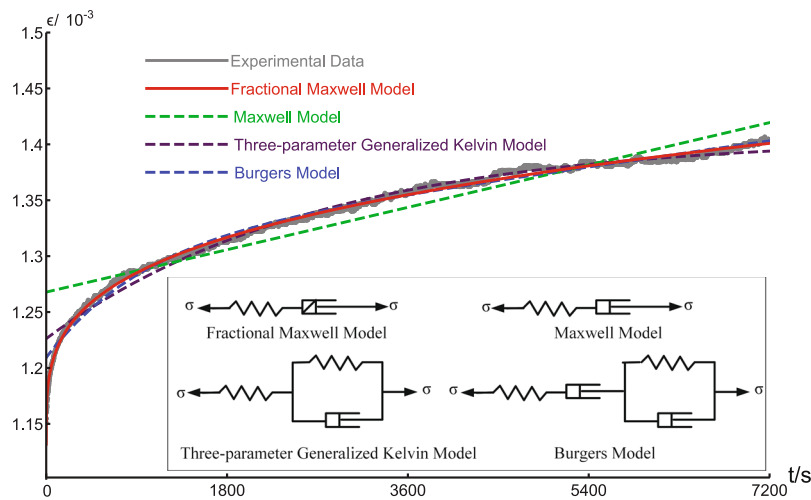 ϵ/ 10⁻³
1.5
1.45
1.4
1.35
1.3
1.25
1.2
1.15
Experimental Data
Fractional Maxwell Model
Maxwell Model
Three-parameter Generalized Kelvin Model
Burgers Model
σ σ σ σ
Fractional Maxwell Model Maxwell Model
σ σ σ σ
Three-parameter Generalized Kelvin Model Burgers Model
0 1800 3600 5400 7200
t/s